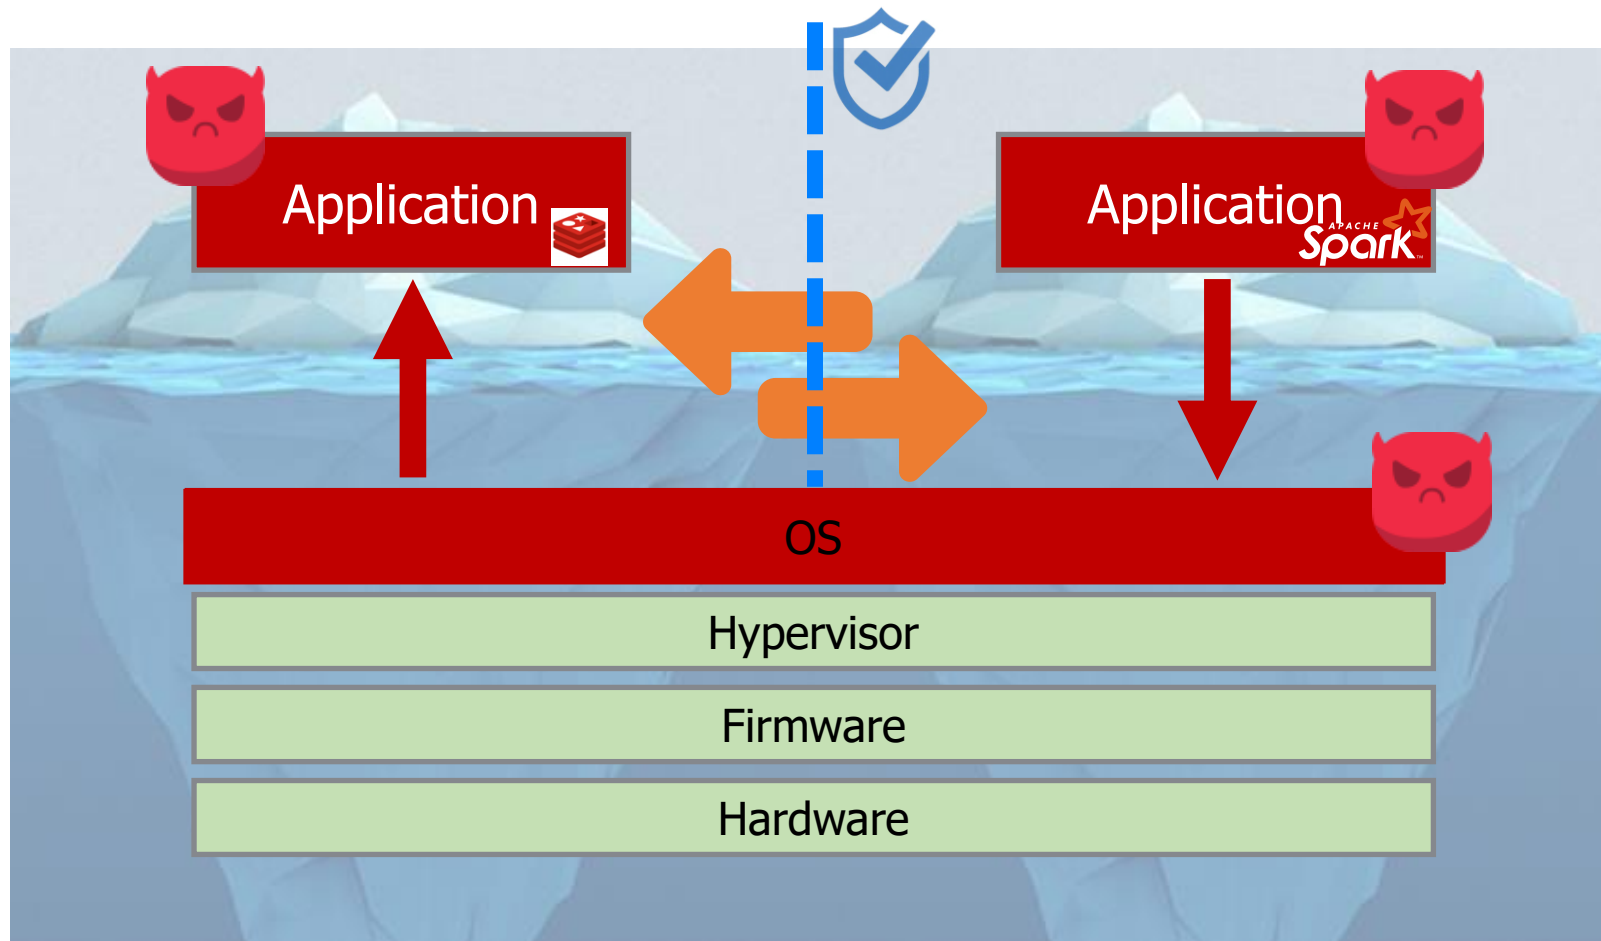 Application
Application
APACHE
Spark
OS
Hypervisor
Firmware
Hardware